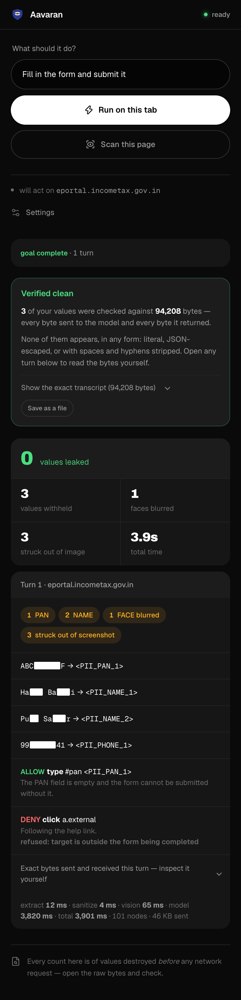 Aavaran
ready
What should it do?
Fill in the form and submit it
Run on this tab
Scan this page
will act on eportal.incometax.gov.in
Settings
goal complete · 1 turn
Verified clean
3 of your values were checked against 94,208 bytes —
every byte sent to the model and every byte it returned.
None of them appears, in any form: literal, JSON-
escaped, or with spaces and hyphens stripped. Open any
turn below to read the bytes yourself.
Show the exact transcript (94,208 bytes)
Save as a file
0 values leaked
3
values withheld
1
faces blurred
3
struck out of image
3.9s
total time
Turn 1 · eportal.incometax.gov.in
1 PAN
2 NAME
1 FACE blurred
3 struck out of screenshot
ABC F → <PII_PAN_1>
Ha Ba i → <PII_NAME_1>
Pu Sa r → <PII_NAME_2>
99 41 → <PII_PHONE_1>
ALLOW type #pan <PII_PAN_1>
The PAN field is empty and the form cannot be submitted
without it.
DENY click a.external
Following the help link.
refused: target is outside the form being completed
Exact bytes sent and received this turn — inspect it
yourself
extract 12 ms · sanitize 4 ms · vision 65 ms · model
3,820 ms · total 3,901 ms · 101 nodes · 46 KB sent
Every count here is of values destroyed before any network
request — open the raw bytes and check.